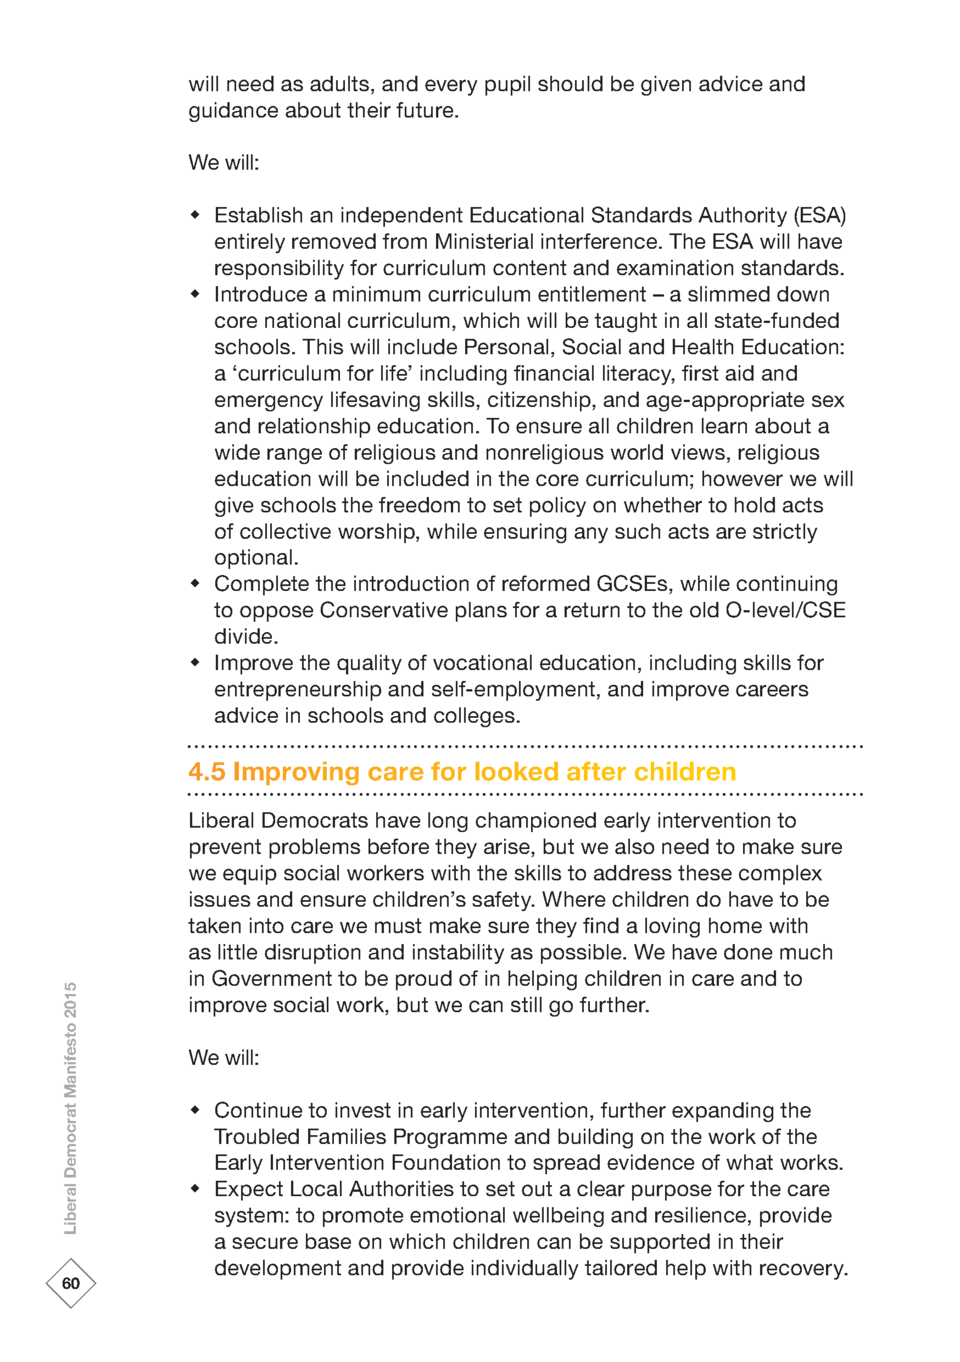 will need as adults, and every pupil should be given advice and
guidance about their future.
We will:
◆ Establish an independent Educational Standards Authority (ESA)
entirely removed from Ministerial interference. The ESA will have
responsibility for curriculum content and examination standards.
◆ Introduce a minimum curriculum entitlement – a slimmed down
core national curriculum, which will be taught in all state-funded
schools. This will include Personal, Social and Health Education:
a ‘curriculum for life’ including financial literacy, first aid and
emergency lifesaving skills, citizenship, and age-appropriate sex
and relationship education. To ensure all children learn about a
wide range of religious and nonreligious world views, religious
education will be included in the core curriculum; however we will
give schools the freedom to set policy on whether to hold acts
of collective worship, while ensuring any such acts are strictly
optional.
◆ Complete the introduction of reformed GCSEs, while continuing
to oppose Conservative plans for a return to the old O-level/CSE
divide.
◆ Improve the quality of vocational education, including skills for
entrepreneurship and self-employment, and improve careers
advice in schools and colleges.
4.5 Improving care for looked after children
Liberal Democrats have long championed early intervention to
prevent problems before they arise, but we also need to make sure
we equip social workers with the skills to address these complex
issues and ensure children’s safety. Where children do have to be
taken into care we must make sure they find a loving home with
as little disruption and instability as possible. We have done much
in Government to be proud of in helping children in care and to
improve social work, but we can still go further.
We will:
◆ Continue to invest in early intervention, further expanding the
Troubled Families Programme and building on the work of the
Early Intervention Foundation to spread evidence of what works.
◆ Expect Local Authorities to set out a clear purpose for the care
system: to promote emotional wellbeing and resilience, provide
a secure base on which children can be supported in their
development and provide individually tailored help with recovery.
Liberal Democrat Manifesto 2015
60